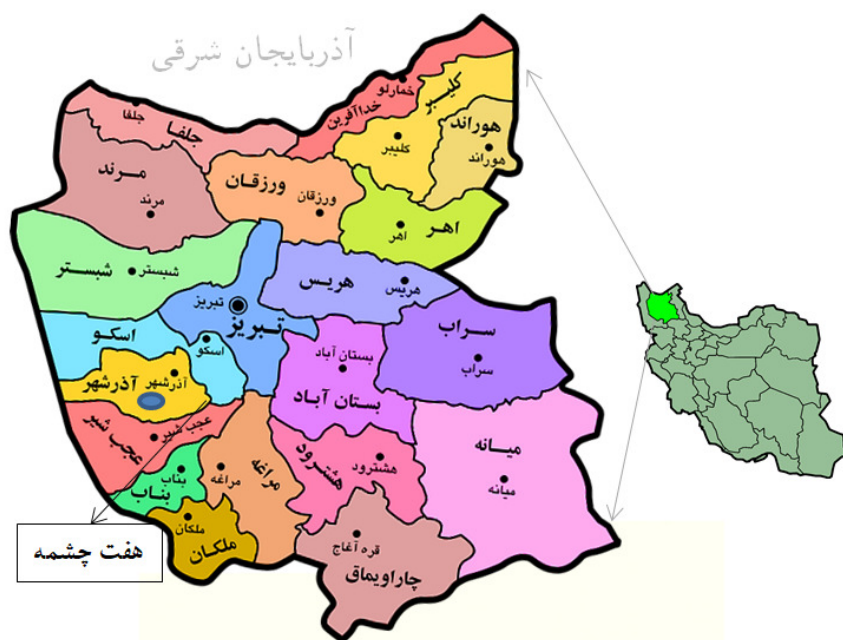 آذربایجان شرقی
خمارلو
خداآفرین
کلیبر
کلیبر
هوراند
هوراند
جلفا
جلفا
مرند
مرند
ورزقان
ورزقان
اهر
اهر
شبستر
شبستر
هریس
هریس
تبریز
تبریز
سراب
سراب
اسکو
اسکو
بستان آباد
بستان آباد
آذرشهر
آذرشهر
عجب شیر
عجب شیر
میانه
میانه
هشترود
هشترود
مراغه
مراغه
بناب
بناب
ملکان
ملکان
قره آغاج
چاراویماق
هفت چشمه